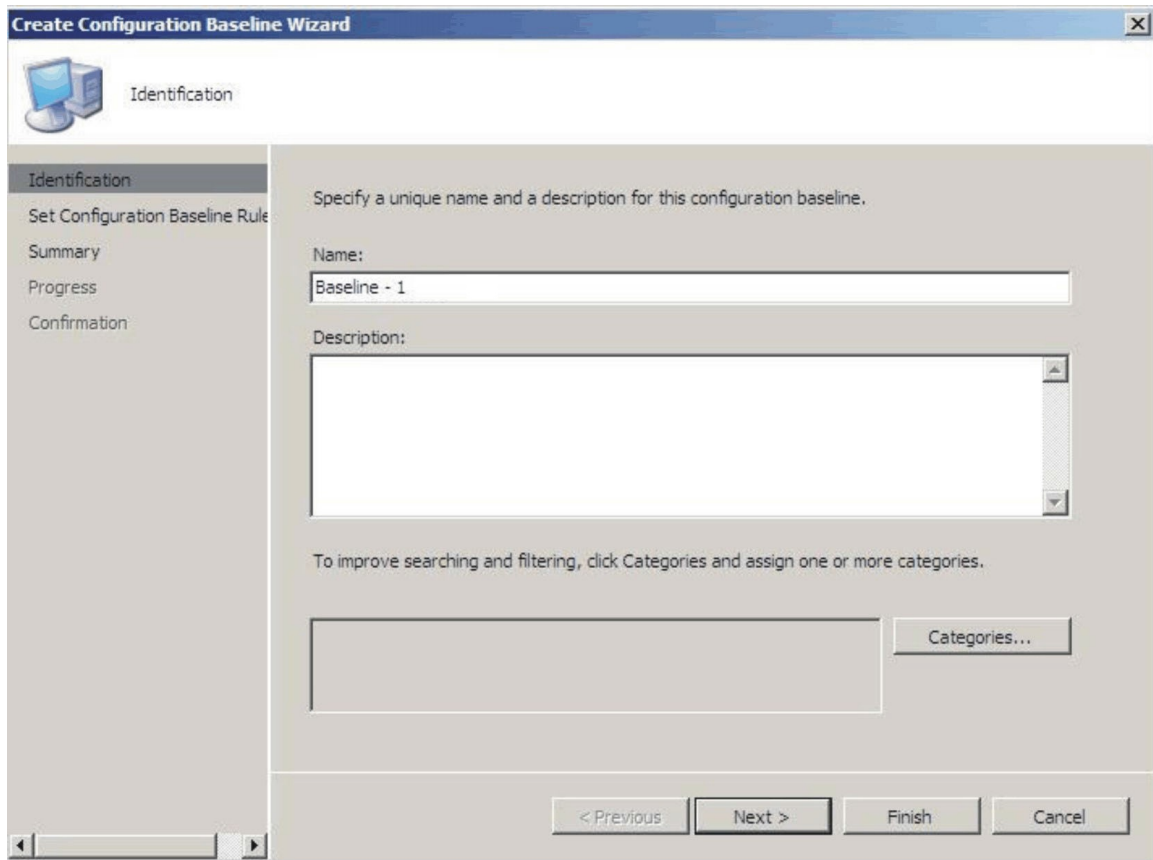 Create Configuration Baseline Wizard
Identification
Identification
Set Configuration Baseline Rule
Summary
Progress
Confirmation
Specify a unique name and a description for this configuration baseline.
Name:
Baseline - 1
Description:
To improve searching and filtering, click Categories and assign one or more categories.
Categories...
< Previous
Next >
Finish
Cancel